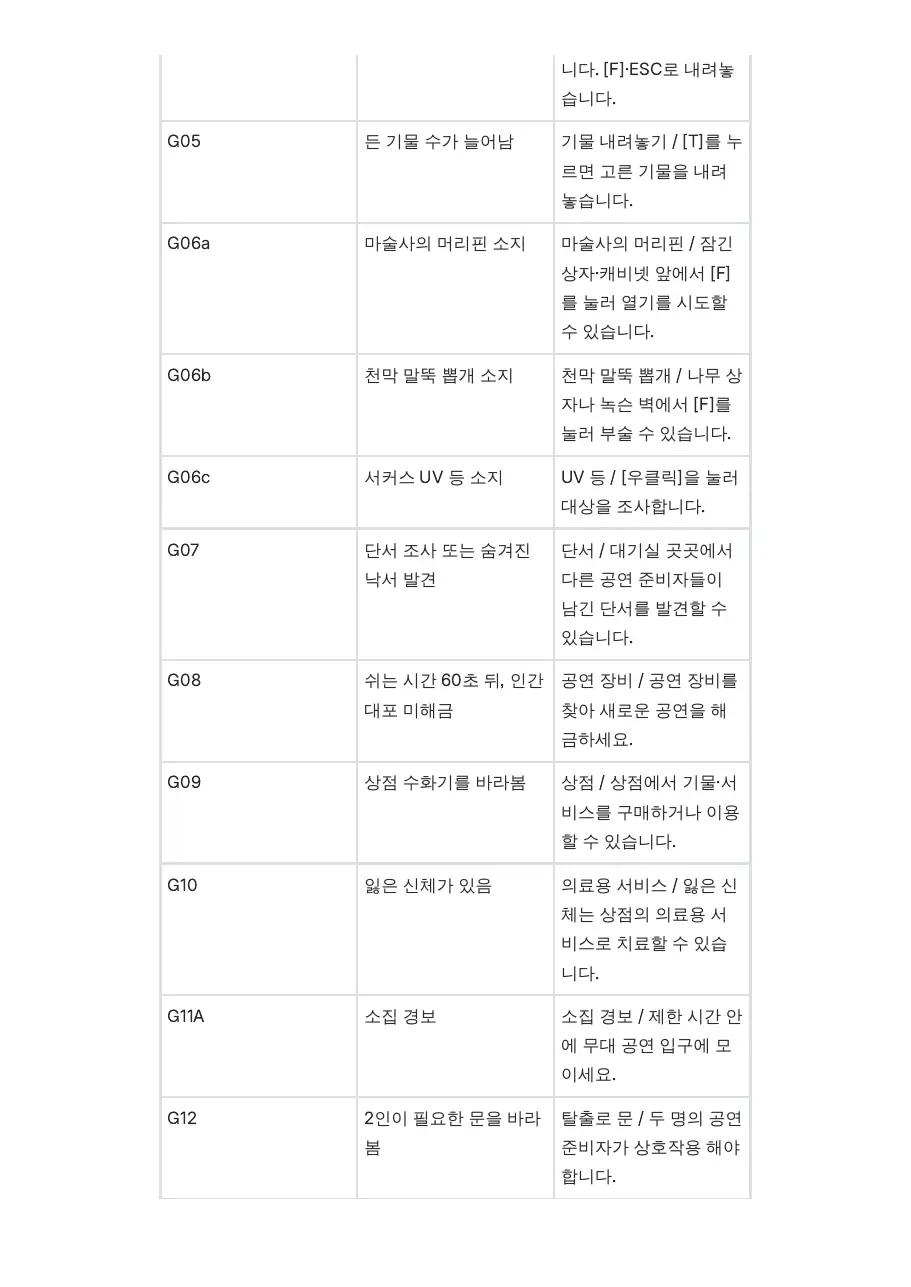 니다. [F]·ESC로 내려놓
습니다.
G05
든 기물 수가 늘어남
기물 내려놓기 / [T]를 누
르면 고른 기물을 내려
놓습니다.
G06a
마술사의 머리핀 소지
마술사의 머리핀 / 잠긴
상자·캐비넷 앞에서 [F]
를 눌러 열기를 시도할
수 있습니다.
G06b
천막 말뚝 뽑개 소지
천막 말뚝 뽑개 / 나무 상
자나 녹슨 벽에서 [F]를
눌러 부술 수 있습니다.
G06c
서커스 UV 등 소지
UV 등 / [우클릭]을 눌러
대상을 조사합니다.
G07
단서 조사 또는 숨겨진
낙서 발견
단서 / 대기실 곳곳에서
다른 공연 준비자들이
남긴 단서를 발견할 수
있습니다.
G08
쉬는 시간 60초 뒤, 인간
대포 미해금
공연 장비 / 공연 장비를
찾아 새로운 공연을 해
금하세요.
G09
상점 수화기를 바라봄
상점 / 상점에서 기물·서
비스를 구매하거나 이용
할 수 있습니다.
G10
잃은 신체가 있음
의료용 서비스 / 잃은 신
체는 상점의 의료용 서
비스로 치료할 수 있습
니다.
G11A
소집 경보
소집 경보 / 제한 시간 안
에 무대 공연 입구에 모
이세요.
G12
2인이 필요한 문을 바라
봄
탈출로 문 / 두 명의 공연
준비자가 상호작용 해야
합니다.